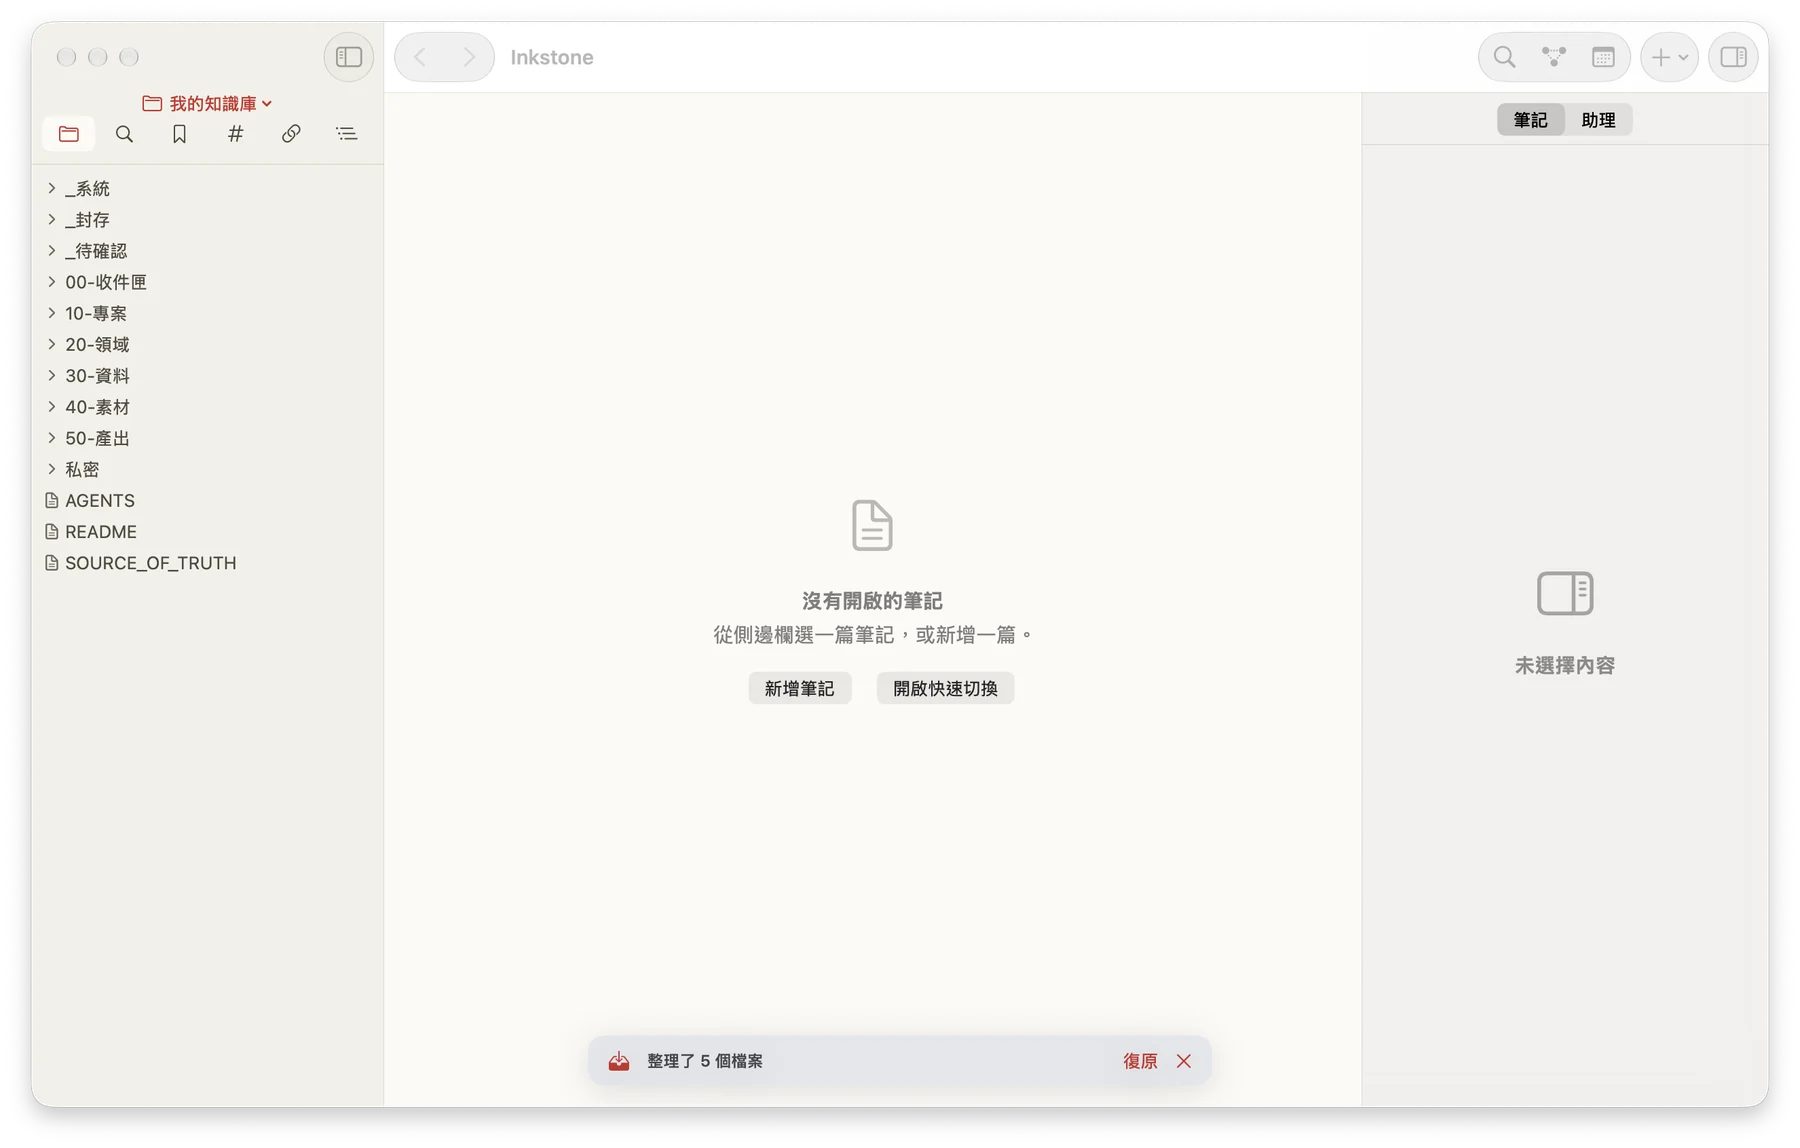 Inkstone
我的知識庫
_系統
_封存
_待確認
00-收件匣
10-專案
20-領域
30-資料
40-素材
50-產出
私密
AGENTS
README
SOURCE_OF_TRUTH
沒有開啟的筆記
從側邊欄選一篇筆記，或新增一篇。
新增筆記
開啟快速切換
整理了 5 個檔案
復原
筆記
助理
未選擇內容